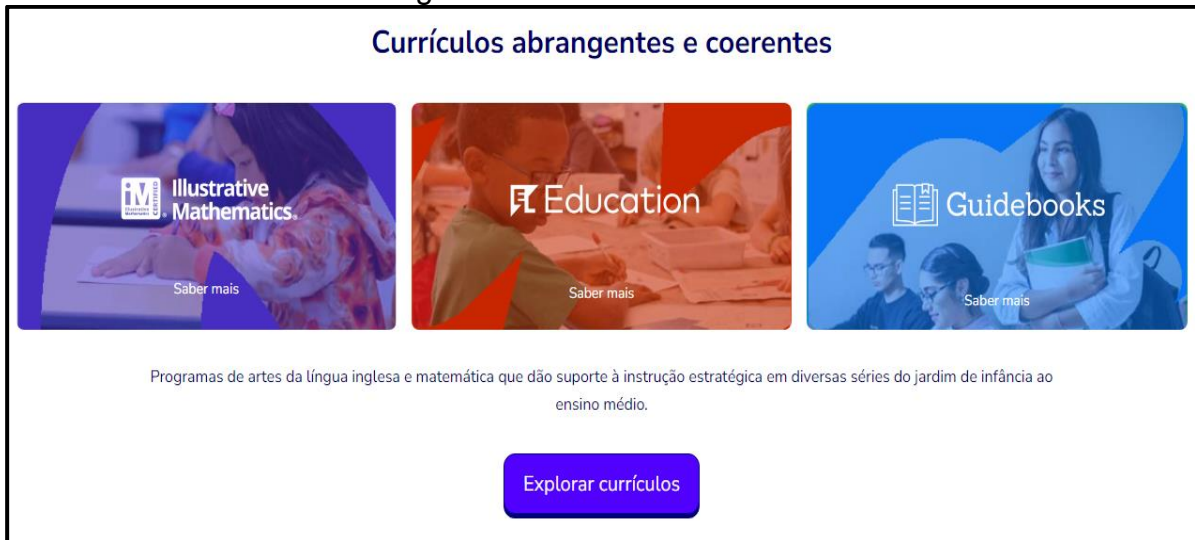 Currículos abrangentes e coerentes
Illustrative
Mathematics
Saber mais
EL Education
Saber mais
Guidebooks
Saber mais
Programas de artes da língua inglesa e matemática que dão suporte à instrução estratégica em diversas séries do jardim de infância ao
ensino médio.
Explorar currículos